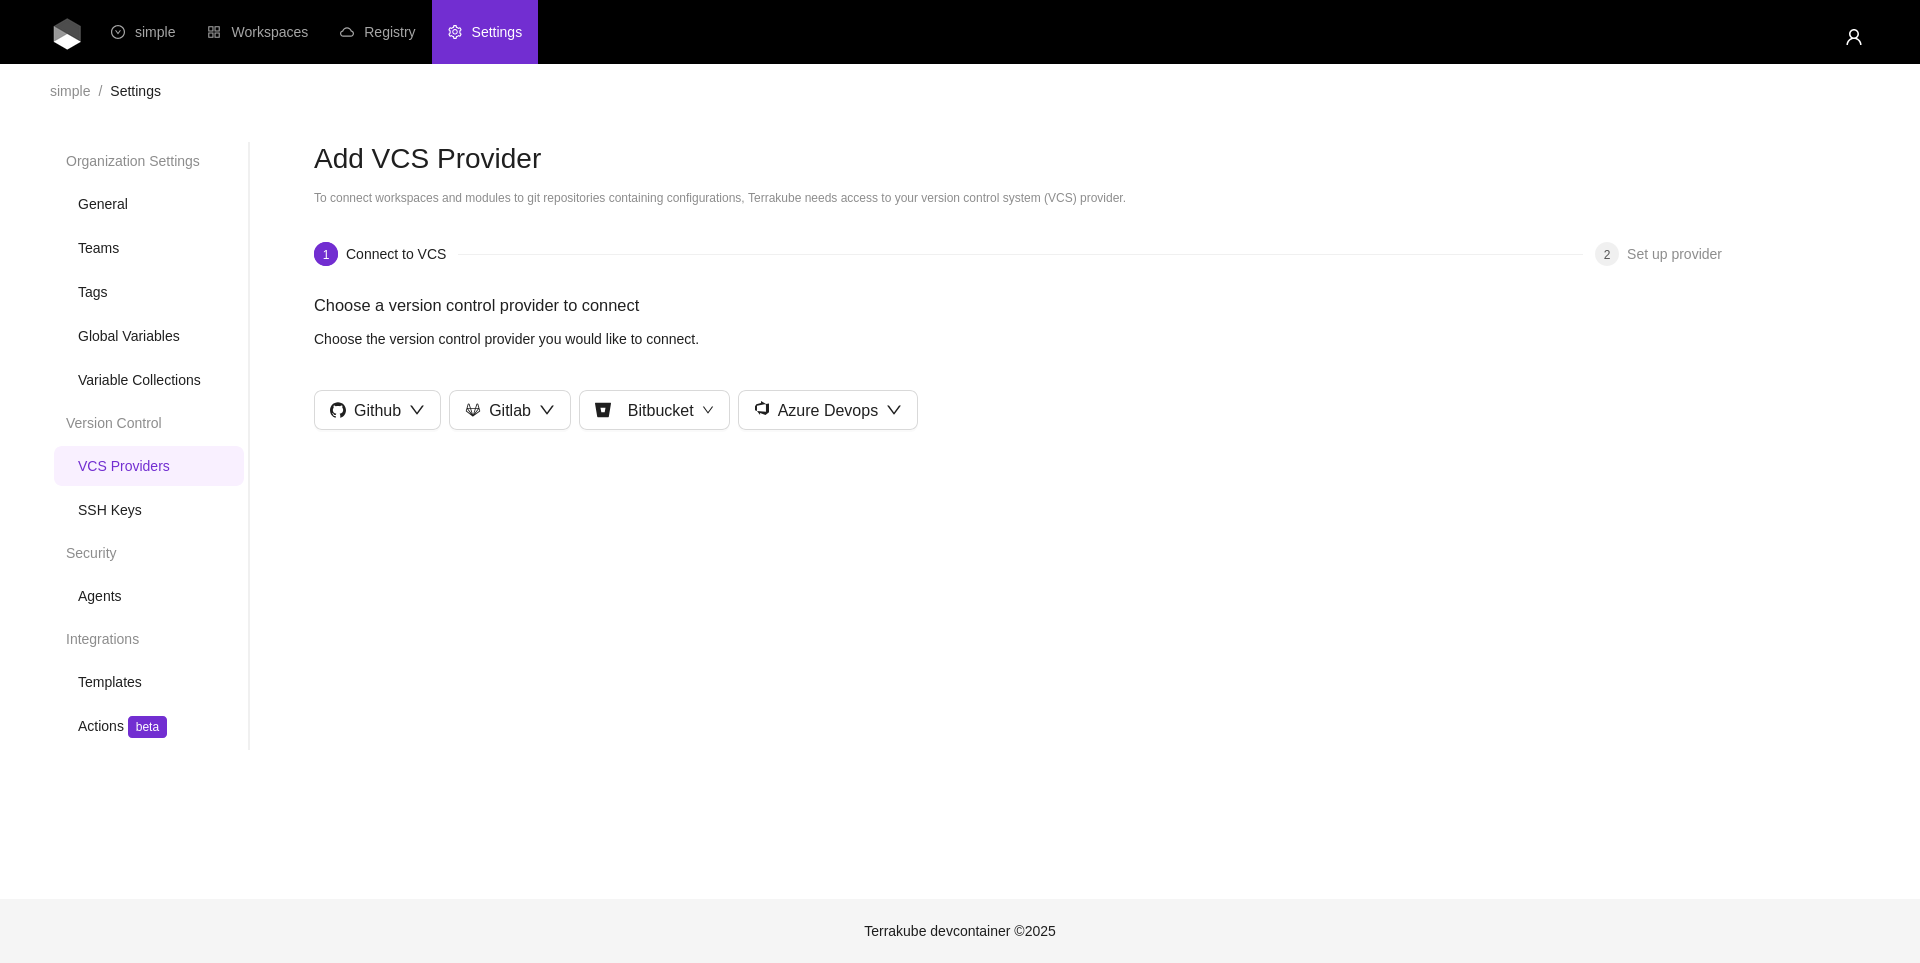 simple Workspaces Registry Settings
simple / Settings
Organization Settings
General
Teams
Tags
Global Variables
Variable Collections
Version Control
VCS Providers
SSH Keys
Security
Agents
Integrations
Templates
Actions beta
Add VCS Provider
To connect workspaces and modules to git repositories containing configurations, Terrakube needs access to your version control system (VCS) provider.
1 Connect to VCS 2 Set up provider
Choose a version control provider to connect
Choose the version control provider you would like to connect.
Github Gitlab Bitbucket Azure Devops
Terrakube devcontainer ©2025